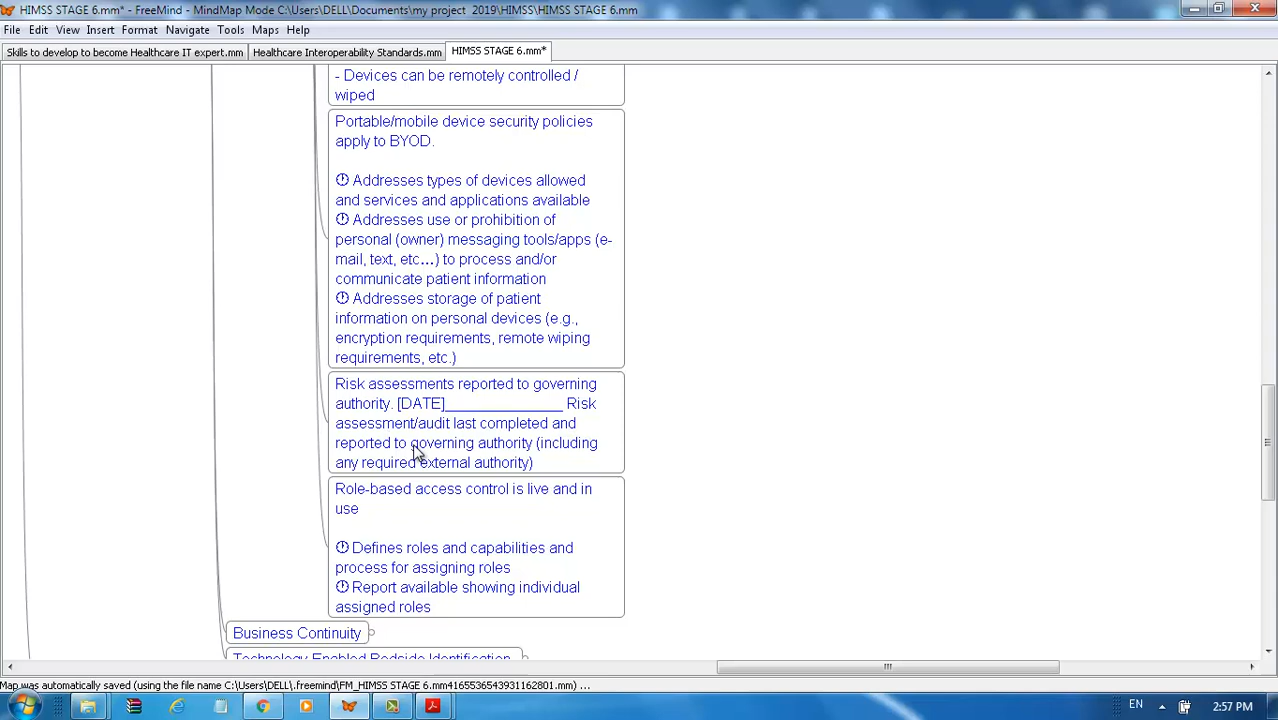 HIMSS STAGE 6.mm* - FreeMind - MindMap Mode C:\Users\DELL\Documents\my project 2019\HIMSS\HIMSS STAGE 6.mm
File Edit View Insert Format Navigate Tools Maps Help
Skills to develop to become Healthcare IT expert.mm Healthcare Interoperability Standards.mm HIMSS STAGE 6.mm*
- Devices can be remotely controlled /
wiped
Portable/mobile device security policies
apply to BYOD.
Addresses types of devices allowed
and services and applications available
Addresses use or prohibition of
personal (owner) messaging tools/apps (e-
mail, text, etc…) to process and/or
communicate patient information
Addresses storage of patient
information on personal devices (e.g.,
encryption requirements, remote wiping
requirements, etc.)
Risk assessments reported to governing
authority. [DATE]______________ Risk
assessment/audit last completed and
reported to governing authority (including
any required external authority)
Role-based access control is live and in
use
Defines roles and capabilities and
process for assigning roles
Report available showing individual
assigned roles
Business Continuity
Technology Enabled Bedside Identification
Map was automatically saved (using the file name C:\Users\DELL\.freemind\FM_HIMSS STAGE 6.mm4165536543931162801.mm) ...
EN 2:57 PM